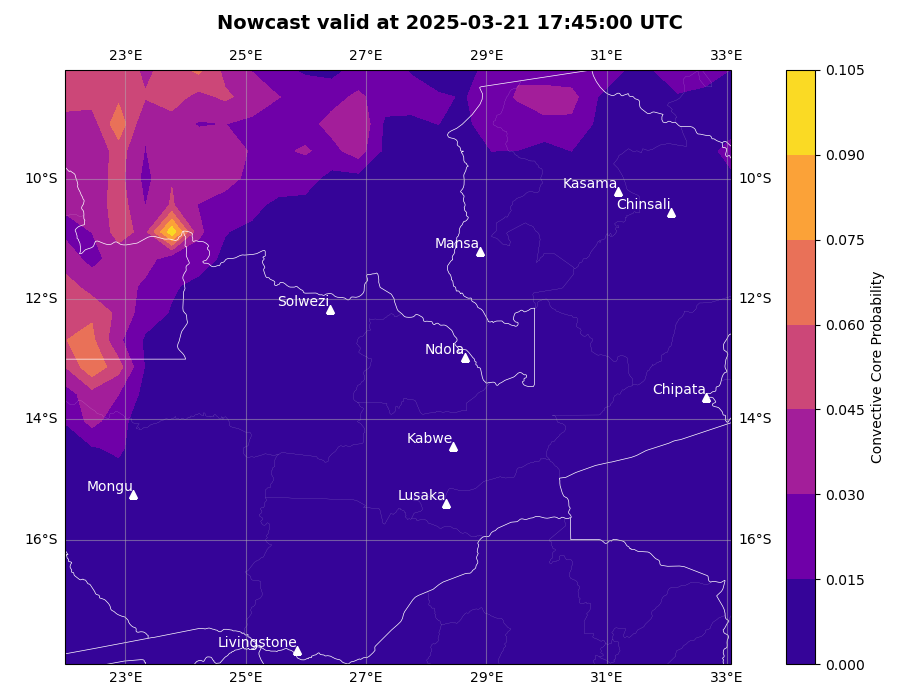 Nowcast valid at 2025-03-21 17:45:00 UTC
23°E 25°E 27°E 29°E 31°E 33°E
0.105
0.090
10°S Kasama 10°S
Chinsali
0.075
Mansa
12°S Solwezi 12°S
0.060
Ndola
Chipata
0.045
14°S 14°S
Kabwe
Mongu
Lusaka
0.030
16°S 16°S
0.015
Livingstone
0.000
23°E 25°E 27°E 29°E 31°E 33°E
Convective Core Probability